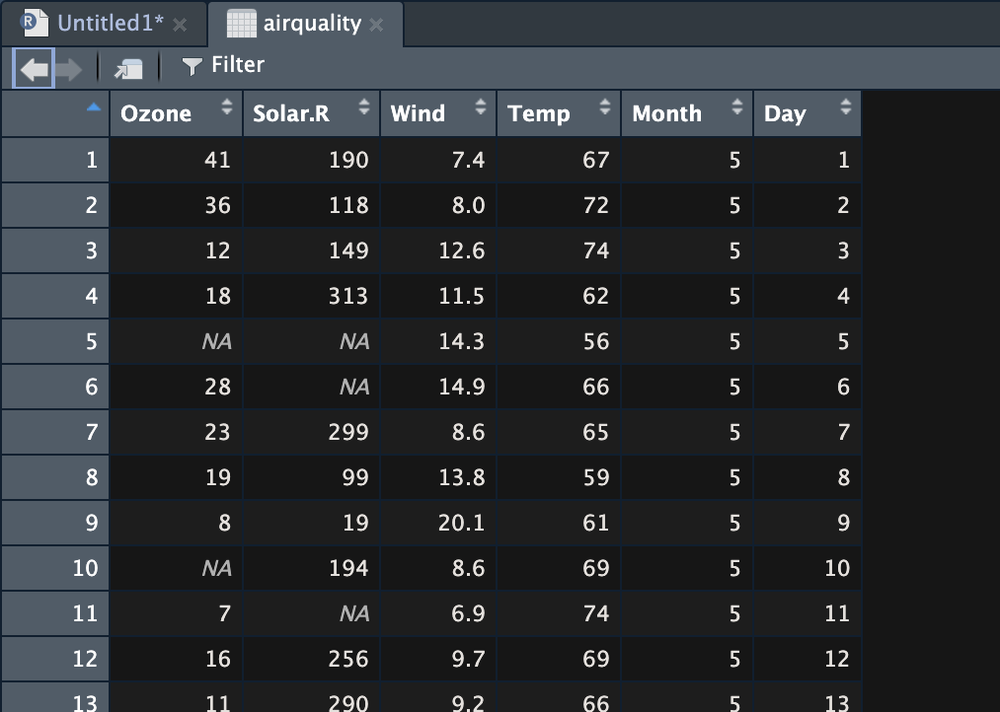 R Untitled1* airquality
Filter
Ozone Solar.R Wind Temp Month Day
1 41 190 7.4 67 5 1
2 36 118 8.0 72 5 2
3 12 149 12.6 74 5 3
4 18 313 11.5 62 5 4
5 NA NA 14.3 56 5 5
6 28 NA 14.9 66 5 6
7 23 299 8.6 65 5 7
8 19 99 13.8 59 5 8
9 8 19 20.1 61 5 9
10 NA 194 8.6 69 5 10
11 7 NA 6.9 74 5 11
12 16 256 9.7 69 5 12
13 11 290 9.2 66 5 13